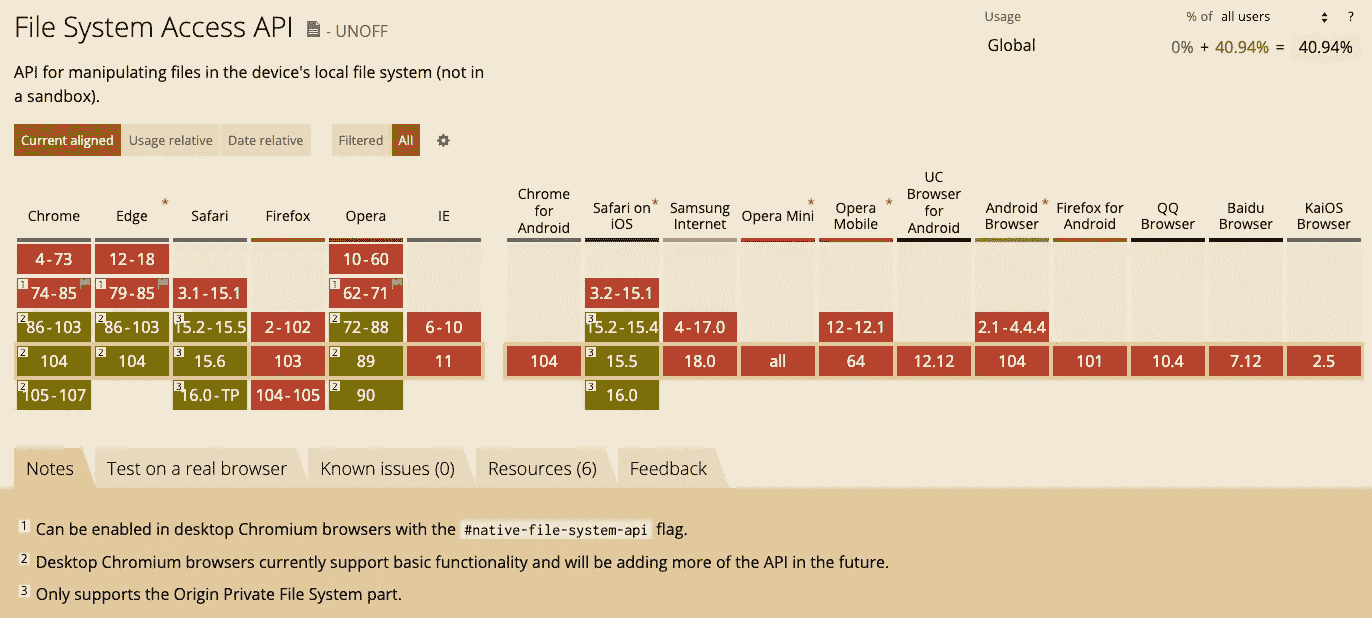 File System Access API - UNOFF
Usage % of all users ?
Global 0% + 40.94% = 40.94%
API for manipulating files in the device's local file system (not in
a sandbox).
Current aligned Usage relative Date relative Filtered All
Chrome Edge * Safari Firefox Opera IE Chrome for Android Safari on iOS * Samsung Internet Opera Mini * Opera Mobile * UC Browser for Android Android Browser * Firefox for Android QQ Browser Baidu Browser KaiOS Browser
4-73 12-18 10-60
1 74-85 1 79-85 3.1-15.1 1 62-71 3.2-15.1
2 86-103 2 86-103 3 15.2-15.5 2-102 2 72-88 6-10 3 15.2-15.4 4-17.0 12-12.1 2.1-4.4.4
2 104 2 104 3 15.6 103 2 89 11 104 3 15.5 18.0 all 64 12.12 104 101 10.4 7.12 2.5
2 105-107 3 16.0-TP 104-105 2 90 3 16.0
Notes Test on a real browser Known issues (0) Resources (6) Feedback
1 Can be enabled in desktop Chromium browsers with the #native-file-system-api flag.
2 Desktop Chromium browsers currently support basic functionality and will be adding more of the API in the future.
3 Only supports the Origin Private File System part.